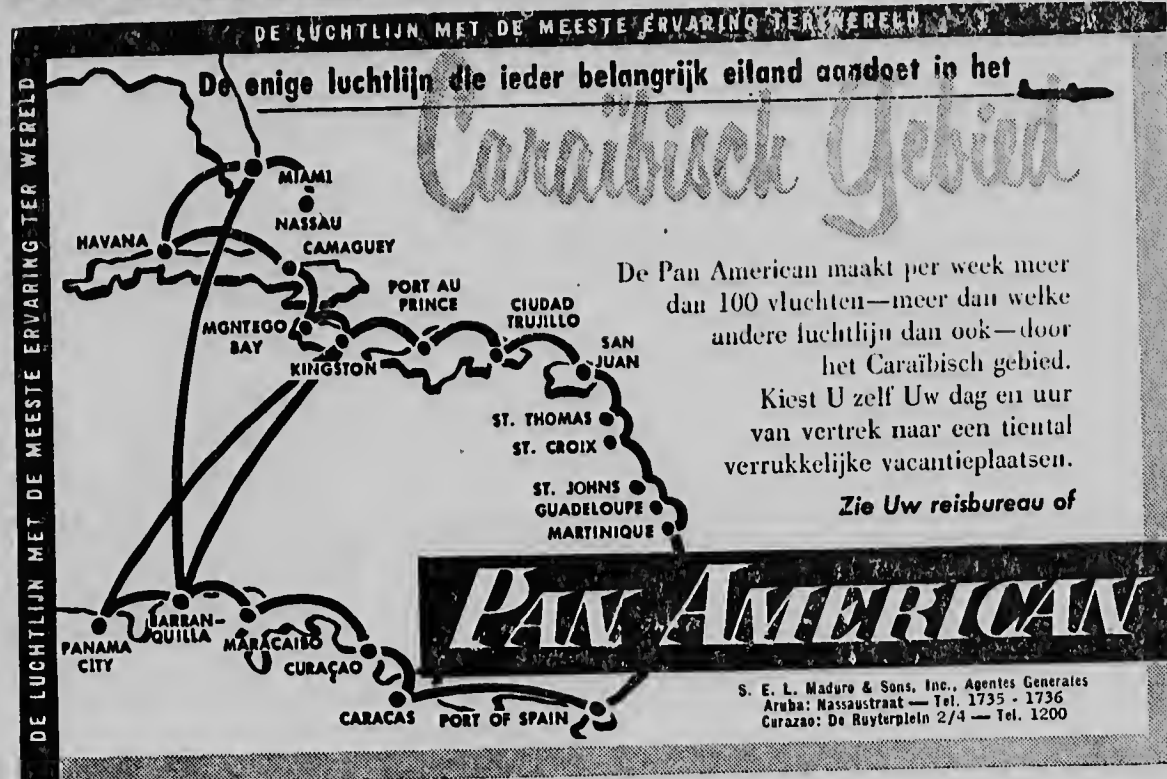 DE LUCHTLIJN MET DE MEESTE ERVARING TER WERELD
DE LUCHTLIJN MET DE MEESTE ERVARING TER WERELD
De enige luchtlijn die ieder belangrijk eiland aandoet in het
Caraïbisch Gebied
MIAMI
NASSAU
HAVANA
CAMAGUEY
PORT AU
PRINCE
CIUDAD
TRUJILLO
MONTEGO
BAY
SAN
JUAN
KINGSTON
ST. THOMAS
ST. CROIX
ST. JOHNS
GUADELOUPE
MARTINIQUE
De Pan American maakt per week meer
dan 100 vluchten—meer dan welke
andere luchtlijn dan ook—door
het Caraïbisch gebied.
Kiest U zelf Uw dag en uur
van vertrek naar een tiental
verrukkelijke vacantieplaatsen.
Zie Uw reisbureau of
PAN AMERICAN
PANAMA
CITY
BARRAN-
QUILLA
MARACAIBO
CURAÇAO
CARACAS
PORT OF SPAIN
S. E. L. Maduro & Sons, Inc., Agentes Generales
Aruba: Nassaustraat — Tel. 1735 - 1736
Curazao: De Ruyterplein 2/4 — Tel. 1200